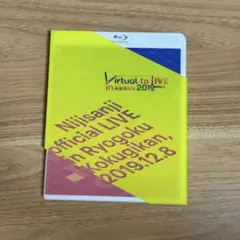 Virtual to LIVE
in 両国国技館 2019
Nijisanji
official LIVE
in Ryogoku
Kokugikan,
2019.12.8